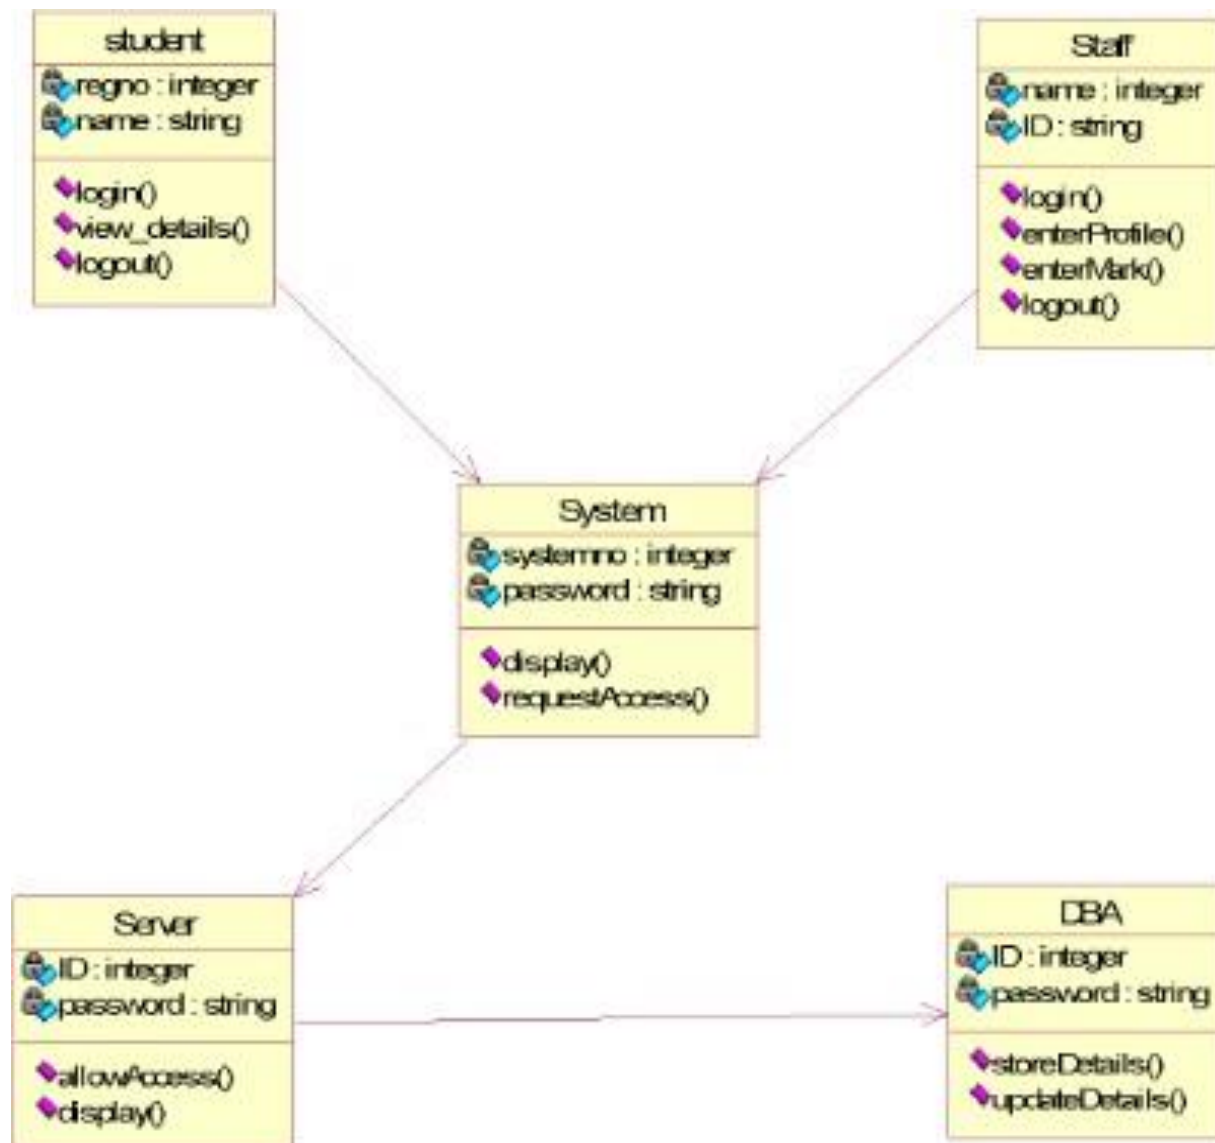 student
regno : integer
name : string
login()
view_details()
logout()
Staff
name : integer
ID : string
login()
enterProfile()
enterMark()
logout()
System
systemno : integer
password : string
display()
requestAccess()
Server
ID : integer
password : string
allowAccess()
display()
DBA
ID : integer
password : string
storeDetails()
updateDetails()